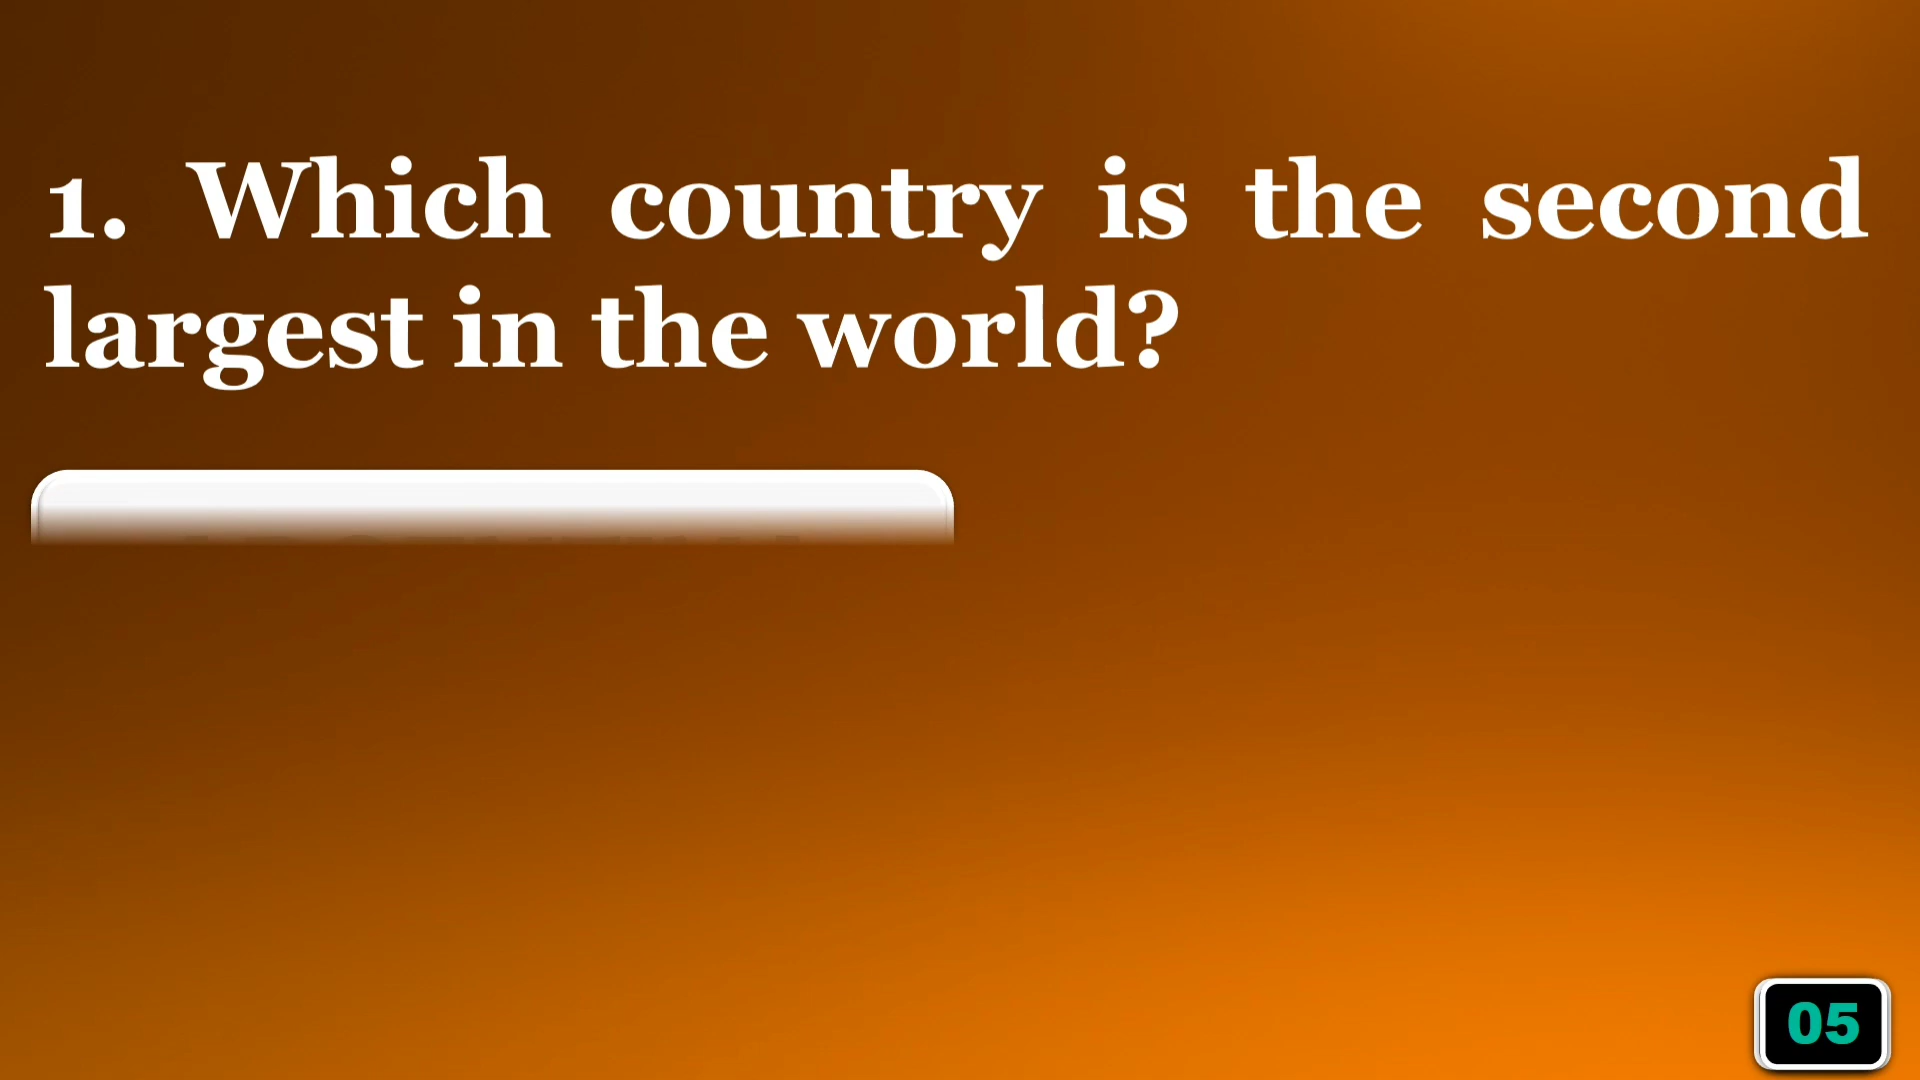 1. Which country is the second
largest in the world?
05